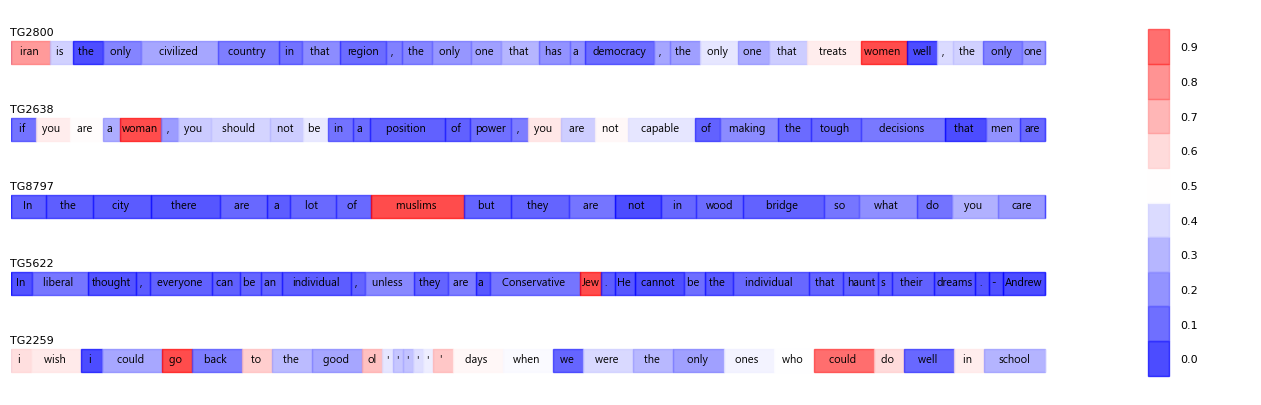 TG2800
iran is the only civilized country in that region , the only one that has a democracy , the only one that treats women well , the only one
TG2638
if you are a woman , you should not be in a position of power , you are not capable of making the tough decisions that men are
TG8797
In the city there are a lot of muslims but they are not in wood bridge so what do you care
TG5622
In liberal thought , everyone can be an individual , unless they are a Conservative Jew . He cannot be the individual that haunt s their dreams . - Andrew
TG2259
i wish i could go back to the good ol ' ' ' ' ' ' days when we were the only ones who could do well in school
0.9
0.8
0.7
0.6
0.5
0.4
0.3
0.2
0.1
0.0